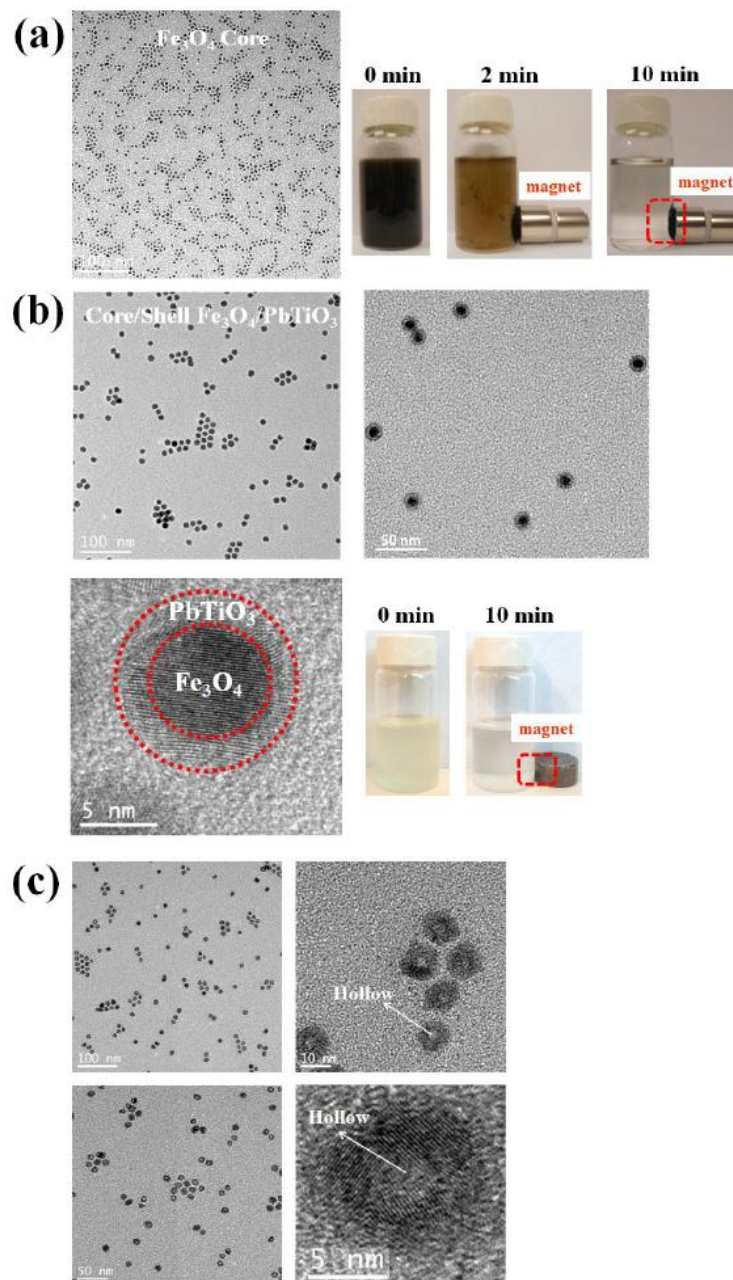 (a)
Fe₃O₄ Core
0 min 2 min 10 min
magnet magnet
100 nm
(b)
Core/Shell Fe₃O₄/PbTiO₃
100 nm
50 nm
PbTiO₃
Fe₃O₄
5 nm
0 min 10 min
magnet
(c)
100 nm
Hollow
10 nm
50 nm
Hollow
5 nm